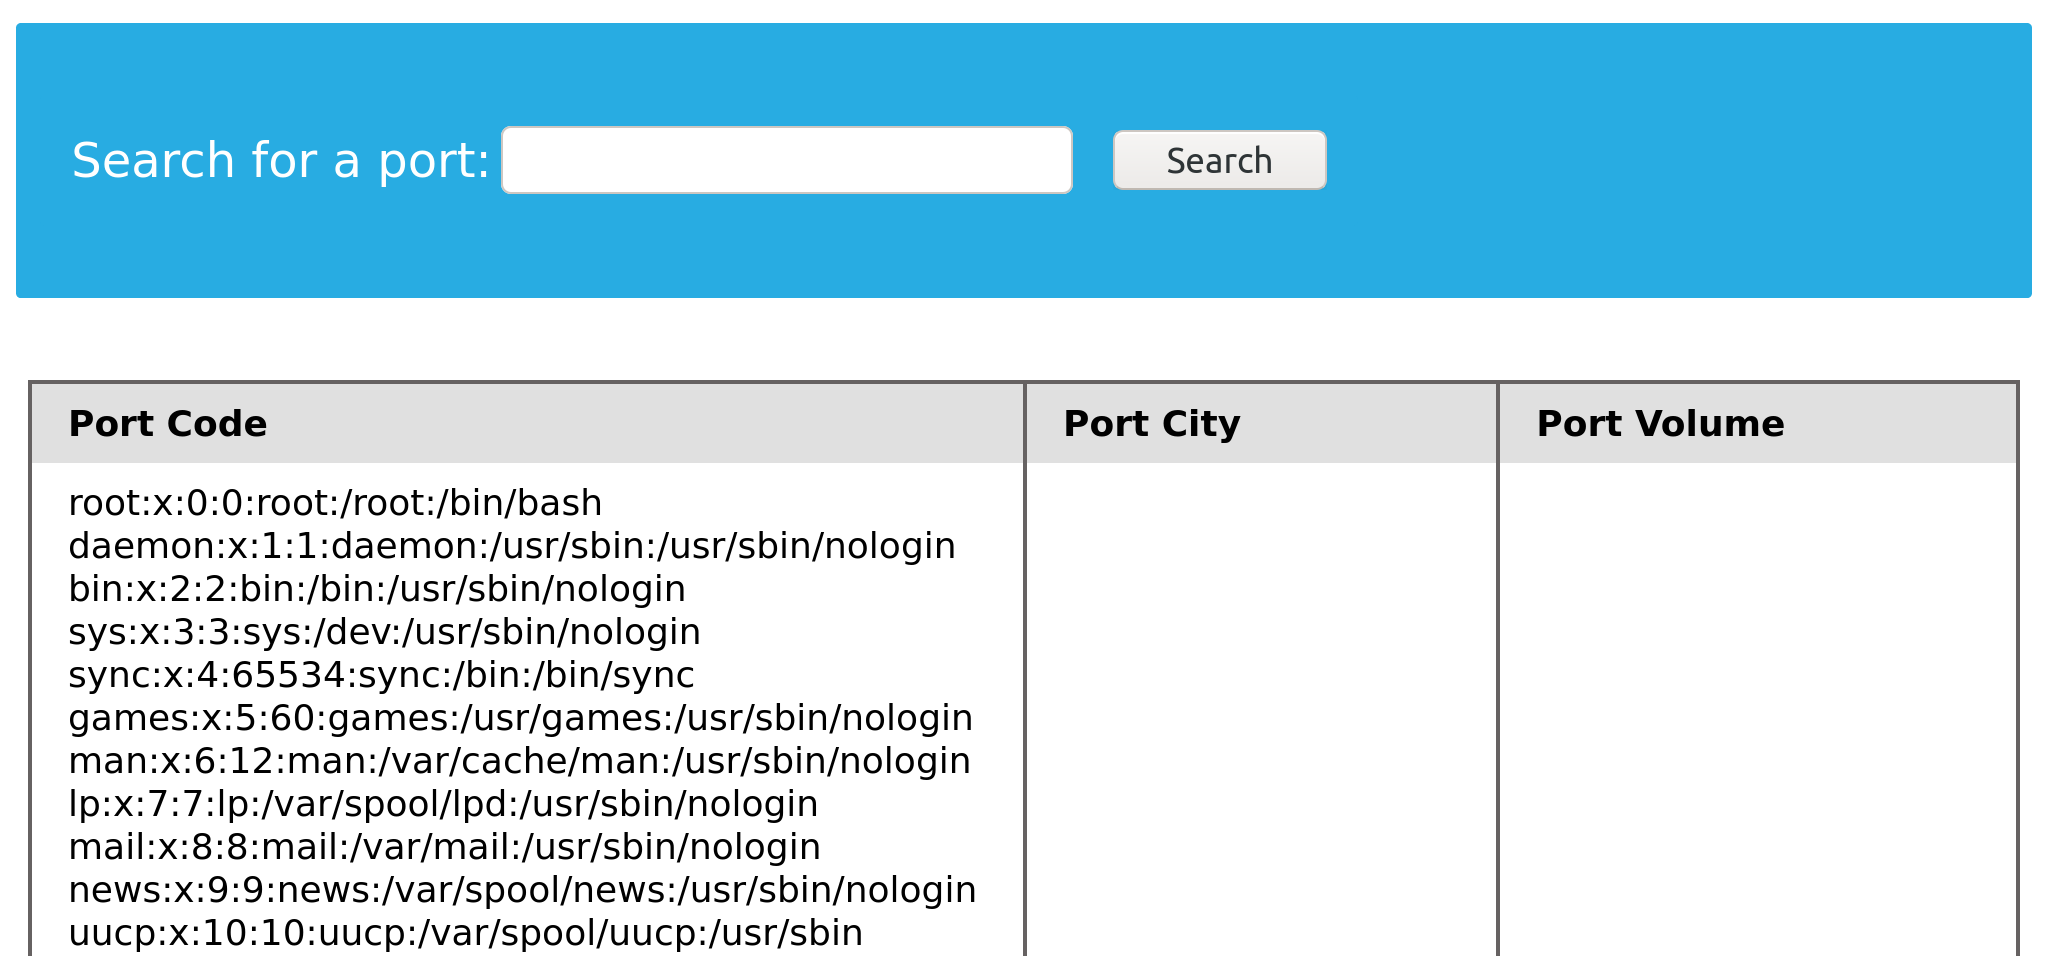 Search for a port:
Search
Port Code Port City Port Volume
root:x:0:0:root:/root:/bin/bash
daemon:x:1:1:daemon:/usr/sbin:/usr/sbin/nologin
bin:x:2:2:bin:/bin:/usr/sbin/nologin
sys:x:3:3:sys:/dev:/usr/sbin/nologin
sync:x:4:65534:sync:/bin:/bin/sync
games:x:5:60:games:/usr/games:/usr/sbin/nologin
man:x:6:12:man:/var/cache/man:/usr/sbin/nologin
lp:x:7:7:lp:/var/spool/lpd:/usr/sbin/nologin
mail:x:8:8:mail:/var/mail:/usr/sbin/nologin
news:x:9:9:news:/var/spool/news:/usr/sbin/nologin
uucp:x:10:10:uucp:/var/spool/uucp:/usr/sbin